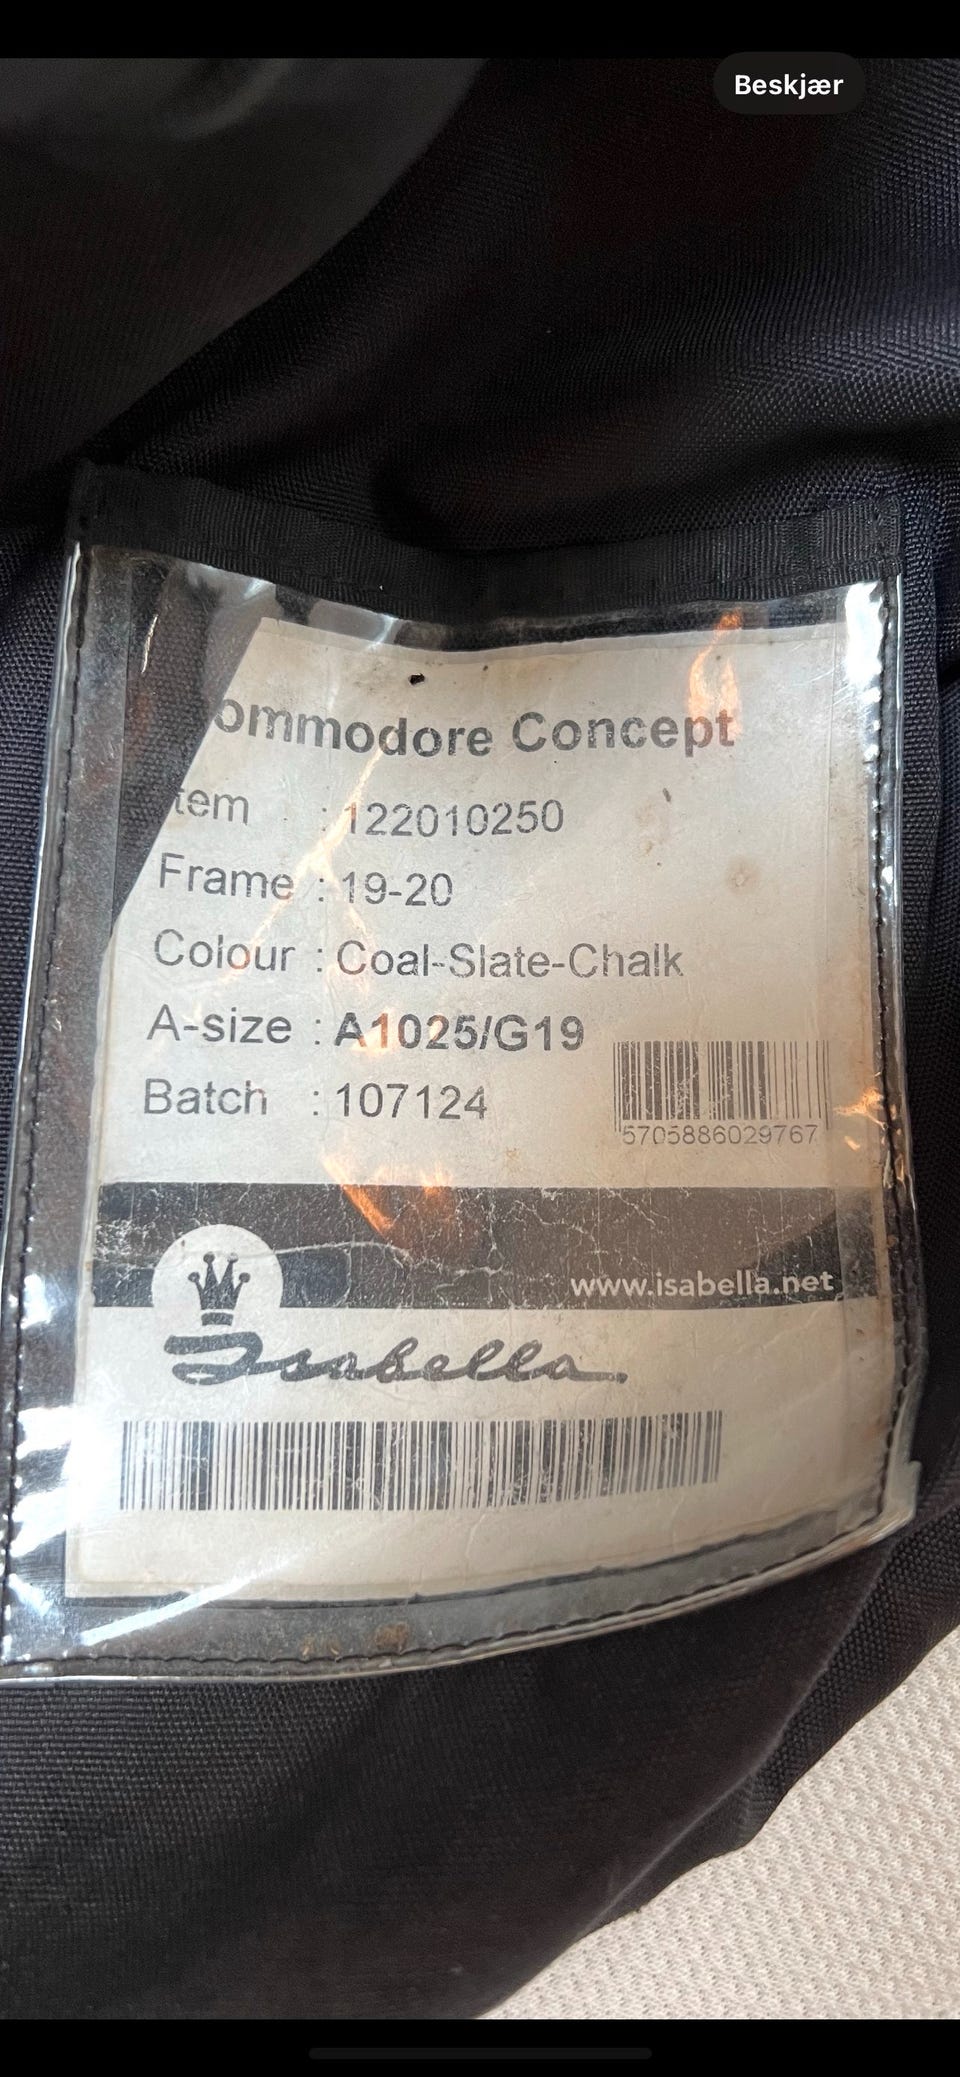 Beskjær
ommodore Concept
tem : 122010250
Frame : 19-20
Colour : Coal-Slate-Chalk
A-size : A1025/G19
Batch : 107124
5705886029767
www.isabella.net
Isabella.